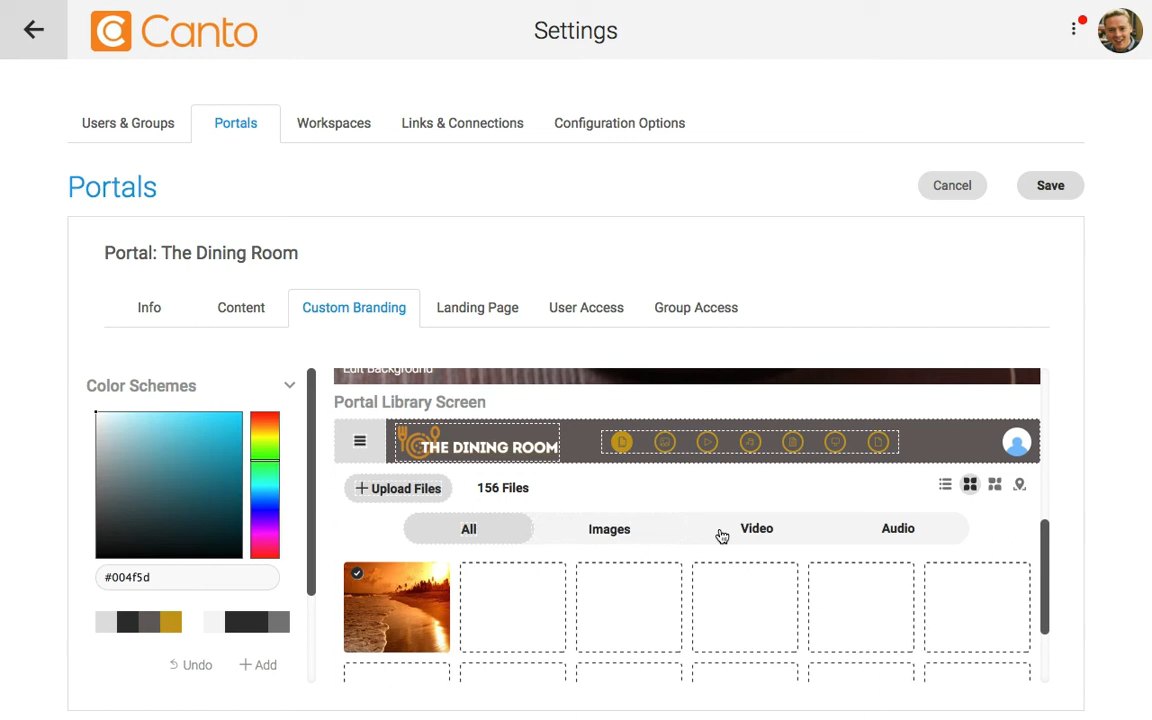 Canto
Settings
Users & Groups
Portals
Workspaces
Links & Connections
Configuration Options
Portals
Cancel
Save
Portal: The Dining Room
Info
Content
Custom Branding
Landing Page
User Access
Group Access
Color Schemes
Edit Background
Portal Library Screen
THE DINING ROOM
+ Upload Files
156 Files
All
Images
Video
Audio
#004f5d
Undo
+ Add